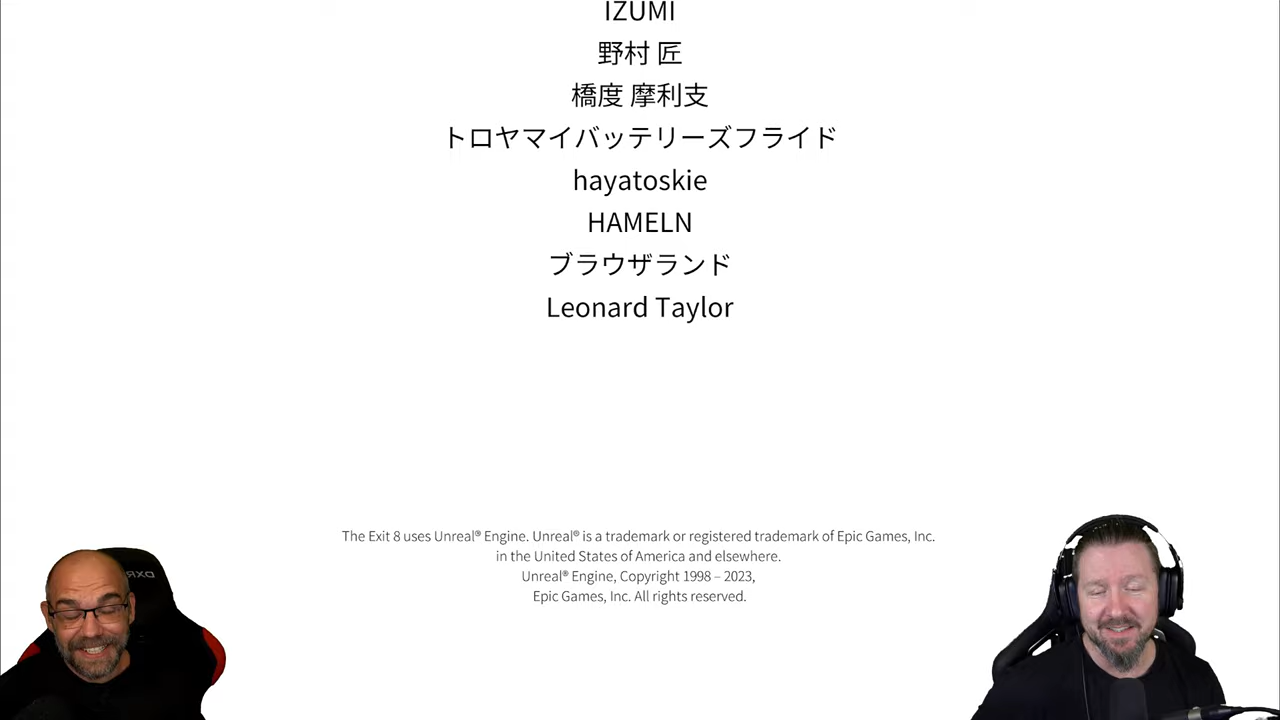 IZUMI
野村 匠
橋度 摩利支
トロヤマイバッテリーズフライド
hayatoskie
HAMELN
ブラウザランド
Leonard Taylor
The Exit 8 uses Unreal® Engine. Unreal® is a trademark or registered trademark of Epic Games, Inc.
in the United States of America and elsewhere.
Unreal® Engine, Copyright 1998 – 2023,
Epic Games, Inc. All rights reserved.
DXR